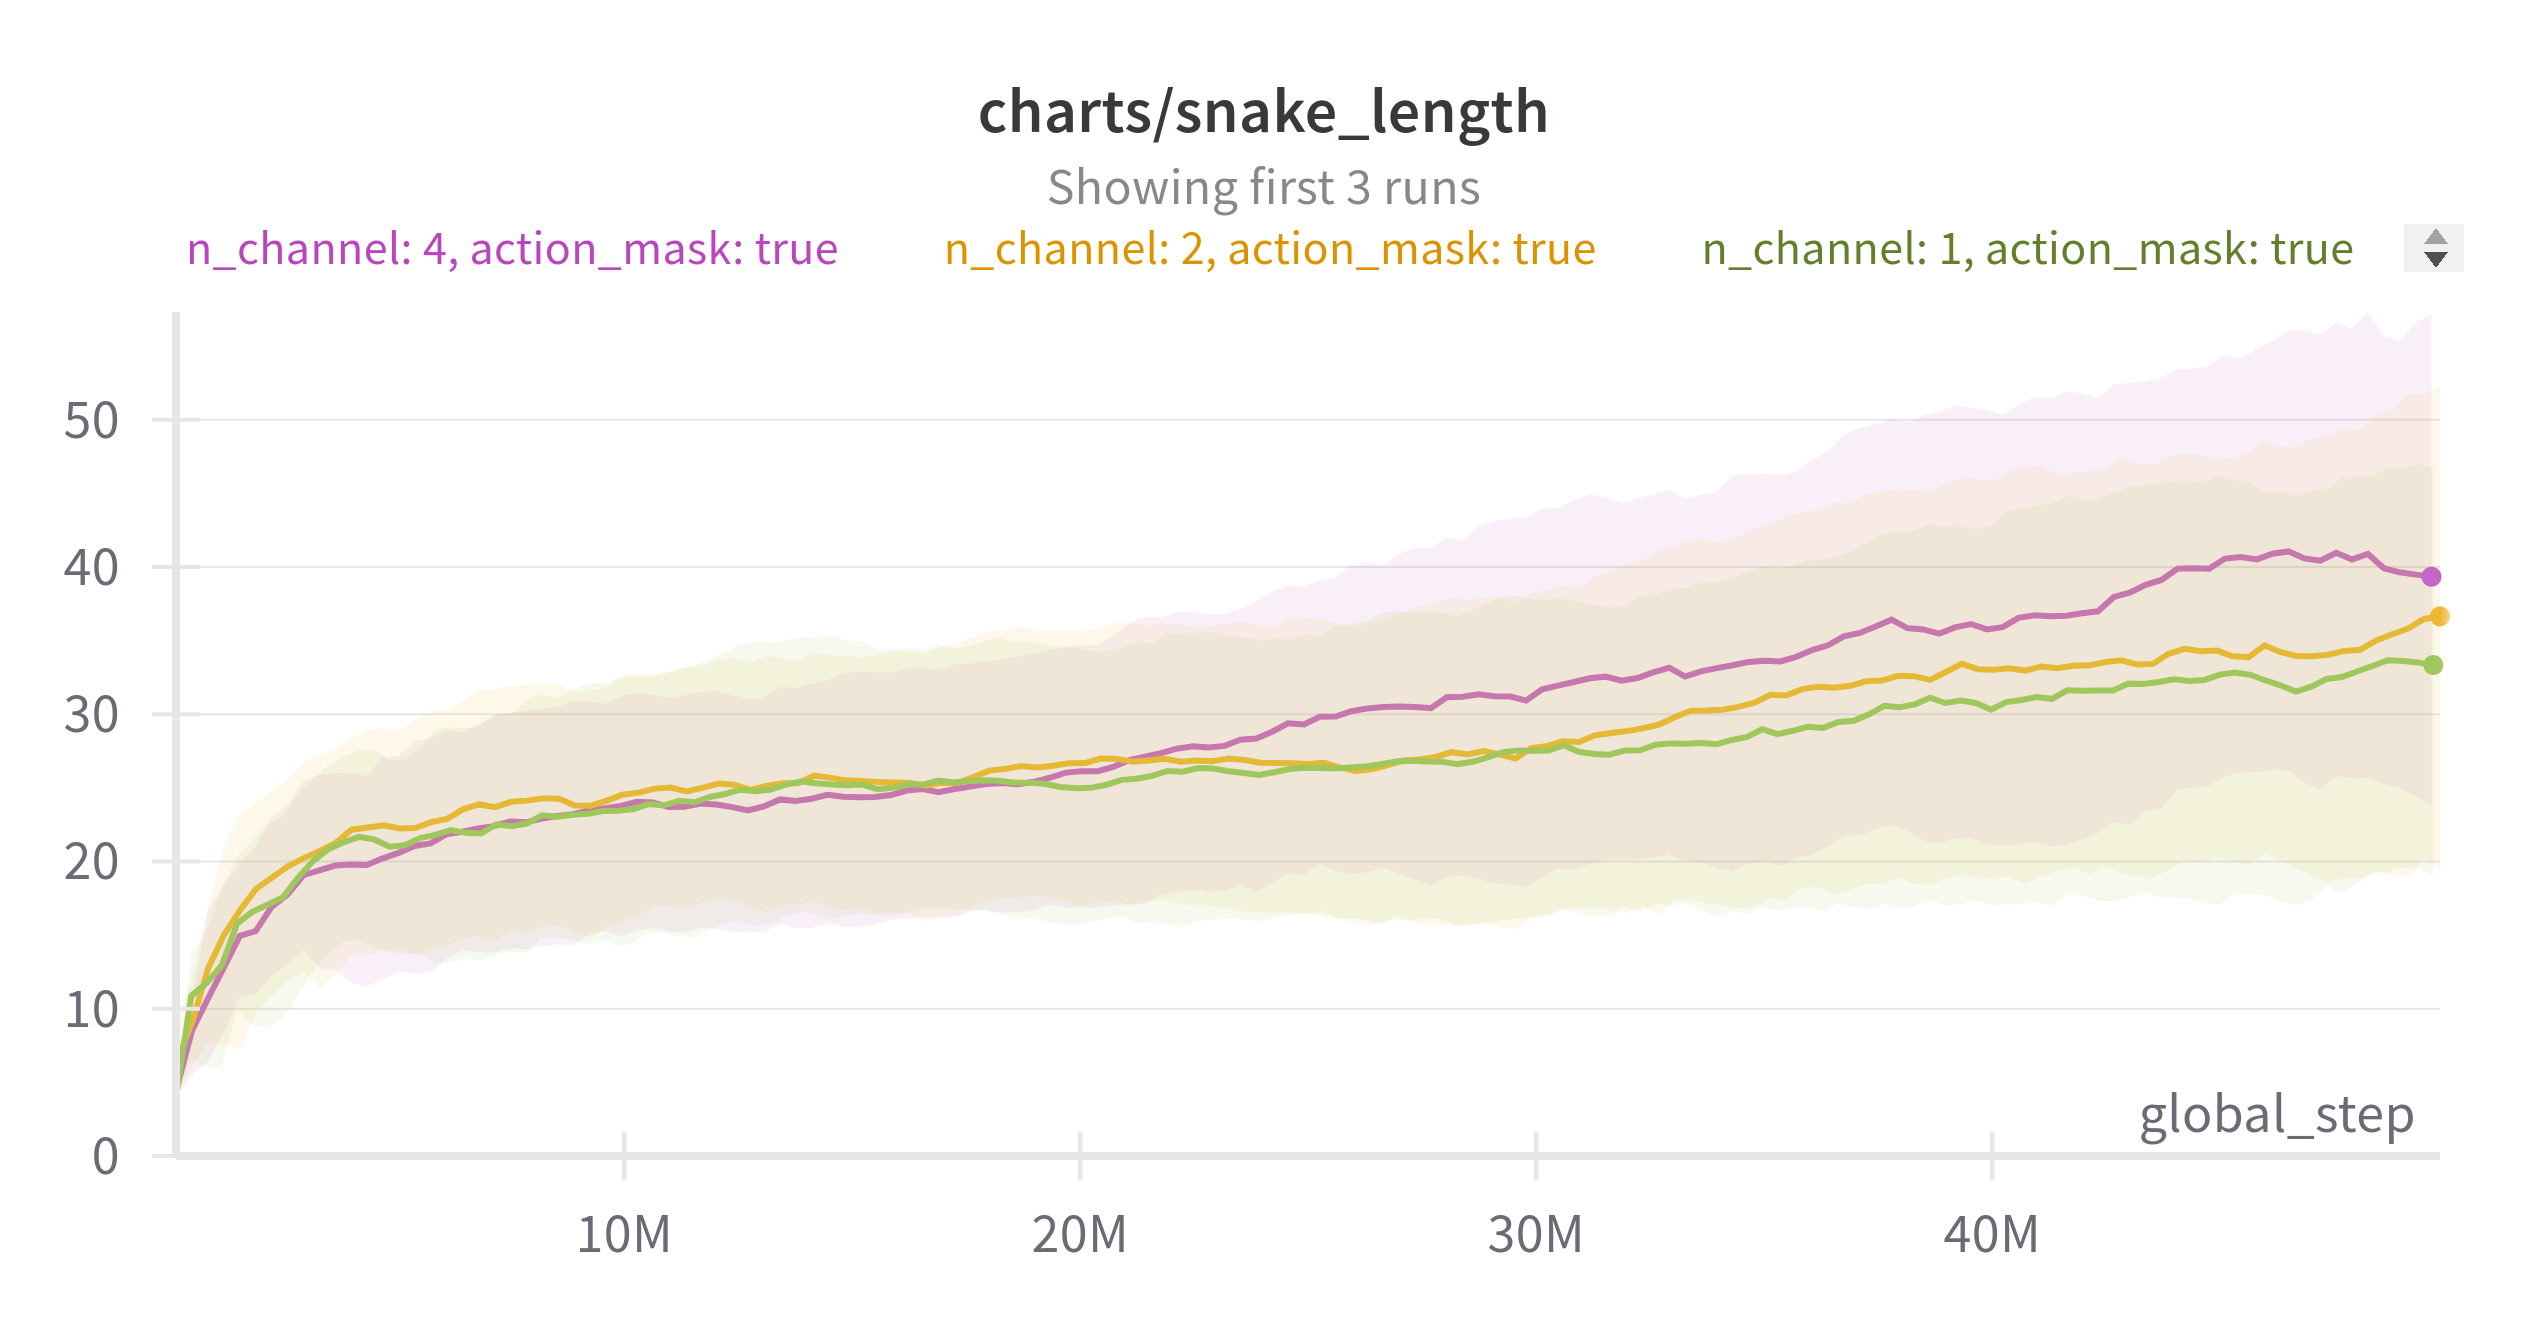 charts/snake_length
Showing first 3 runs
n_channel: 4, action_mask: true n_channel: 2, action_mask: true n_channel: 1, action_mask: true
50
40
30
20
10
0
global_step
10M 20M 30M 40M